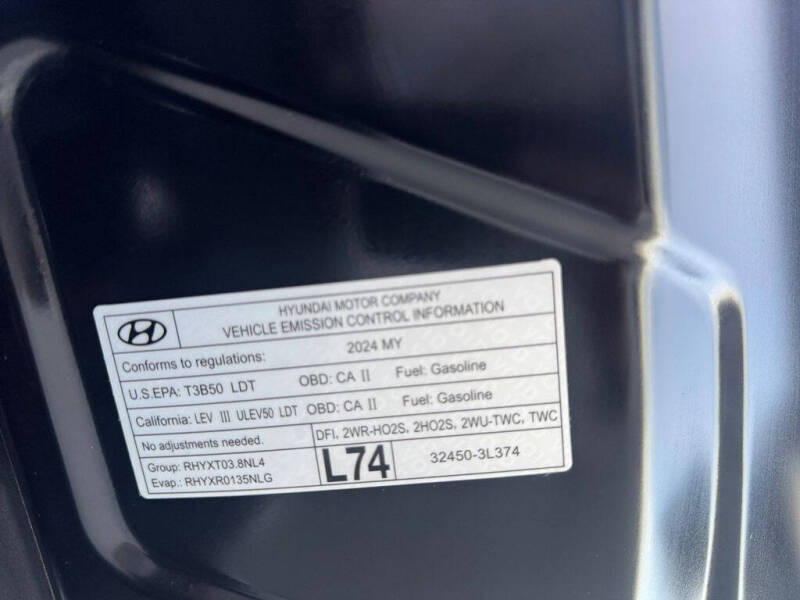 HYUNDAI MOTOR COMPANY
VEHICLE EMISSION CONTROL INFORMATION
Conforms to regulations: 2024 MY
U.S.EPA: T3B50 LDT OBD: CA II Fuel: Gasoline
California: LEV III ULEV50 LDT OBD: CA II Fuel: Gasoline
No adjustments needed. DFI, 2WR-HO2S, 2HO2S, 2WU-TWC, TWC
Group: RHYXT03.8NL4
Evap.: RHYXR0135NLG
L74 32450-3L374